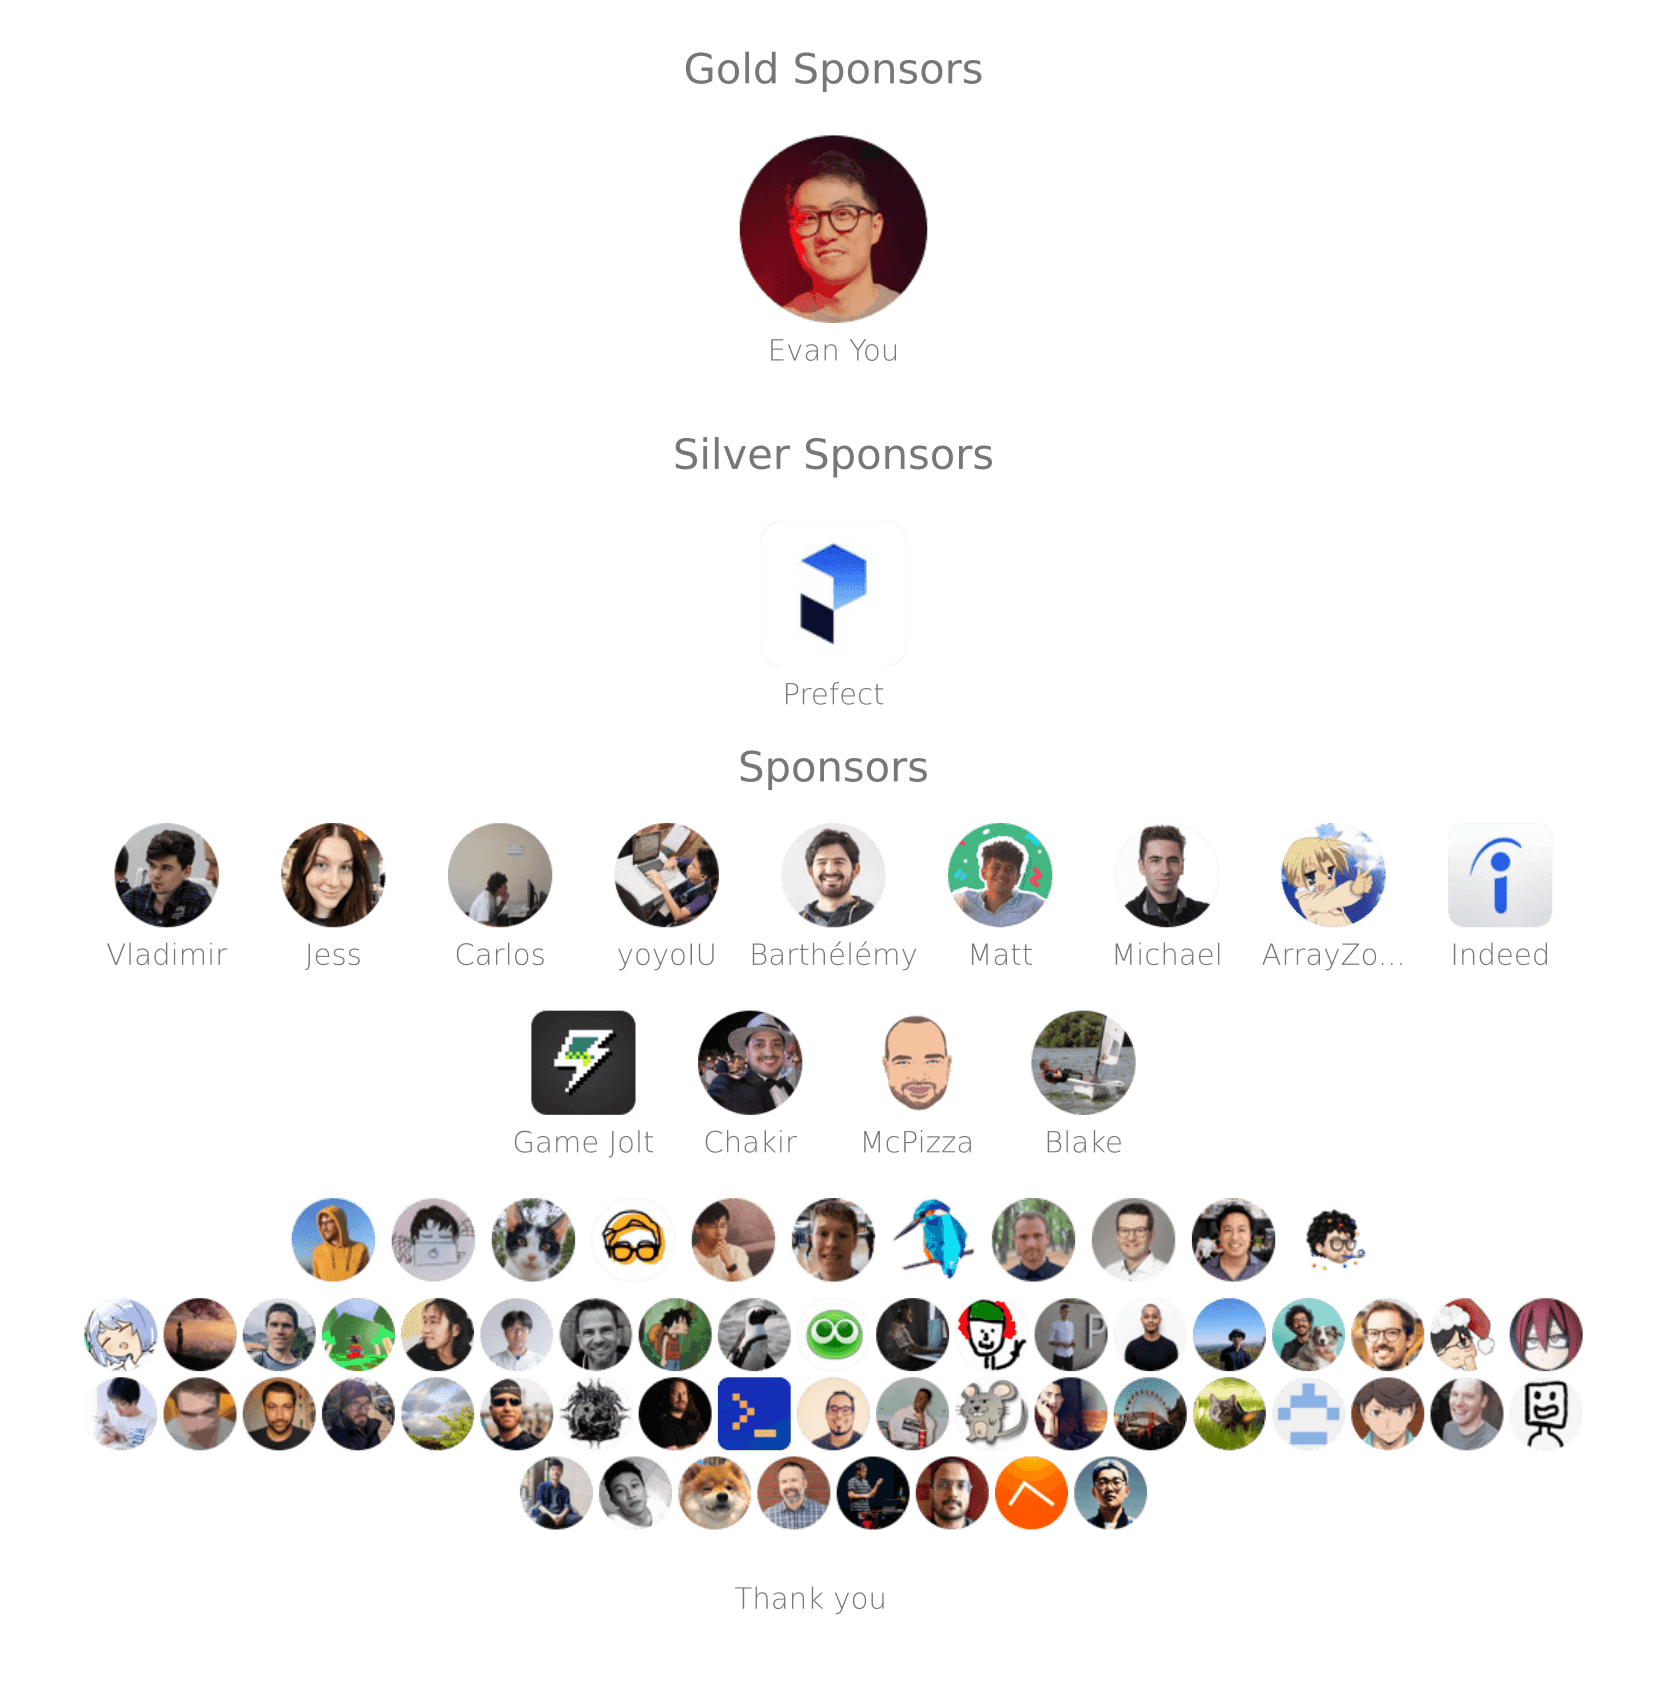 Gold Sponsors
Evan You
Silver Sponsors
Prefect
Sponsors
Vladimir Jess Carlos yoyoIU Barthélémy Matt Michael ArrayZo... Indeed
Game Jolt Chakir McPizza Blake
Thank you